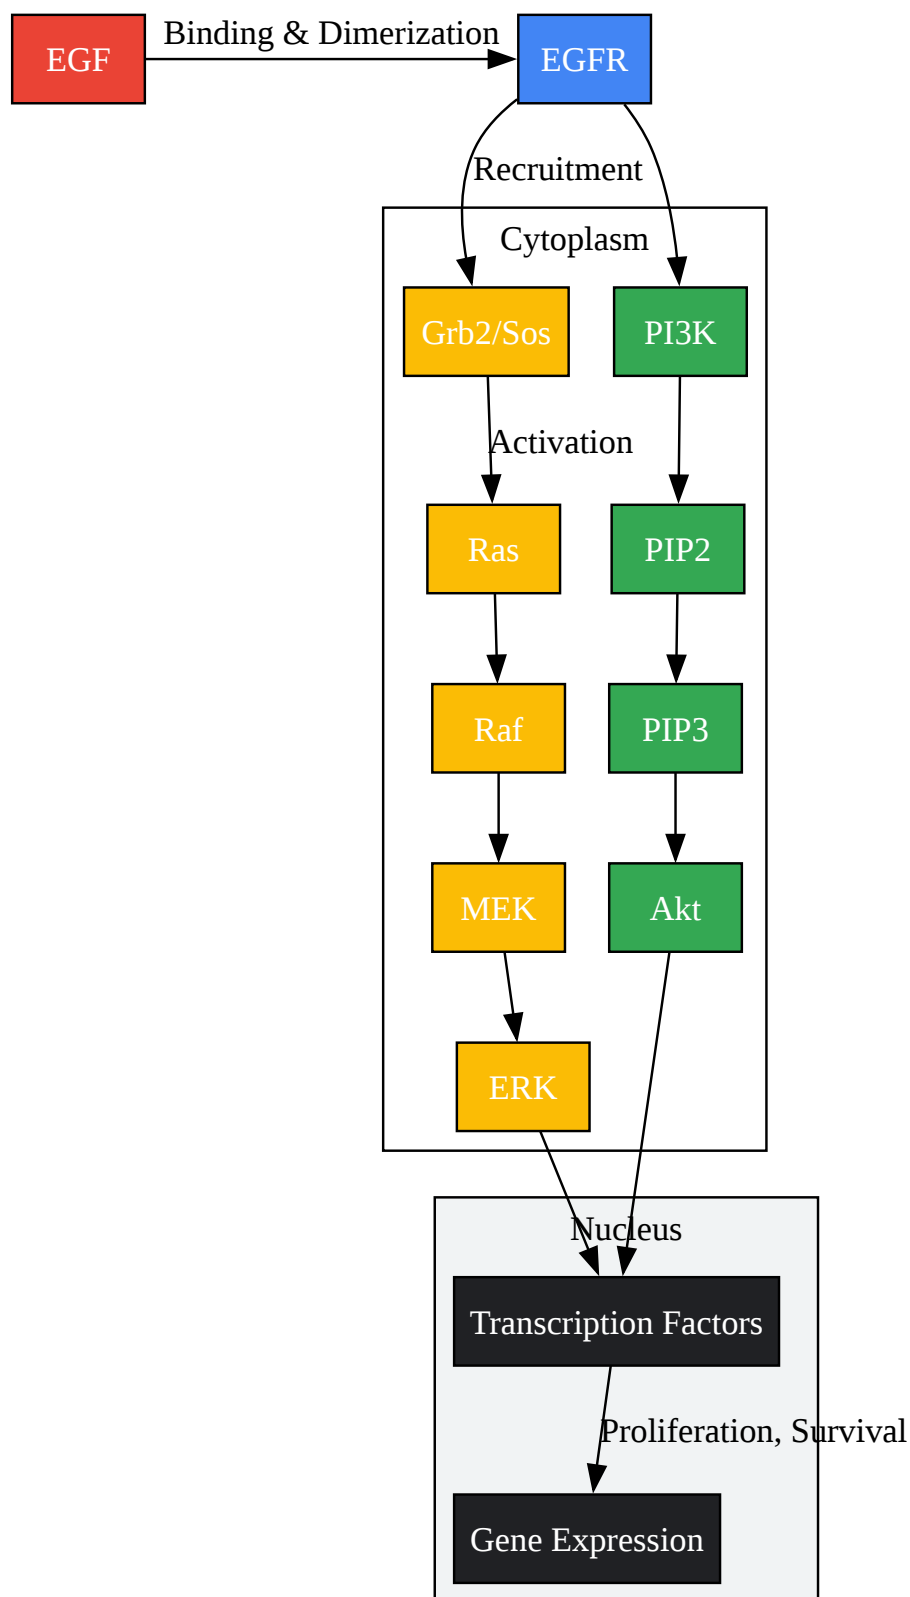 EGF
Binding & Dimerization
EGFR
Recruitment
Cytoplasm
Grb2/Sos
PI3K
Activation
Ras
PIP2
Raf
PIP3
MEK
Akt
ERK
Nucleus
Transcription Factors
Proliferation, Survival
Gene Expression